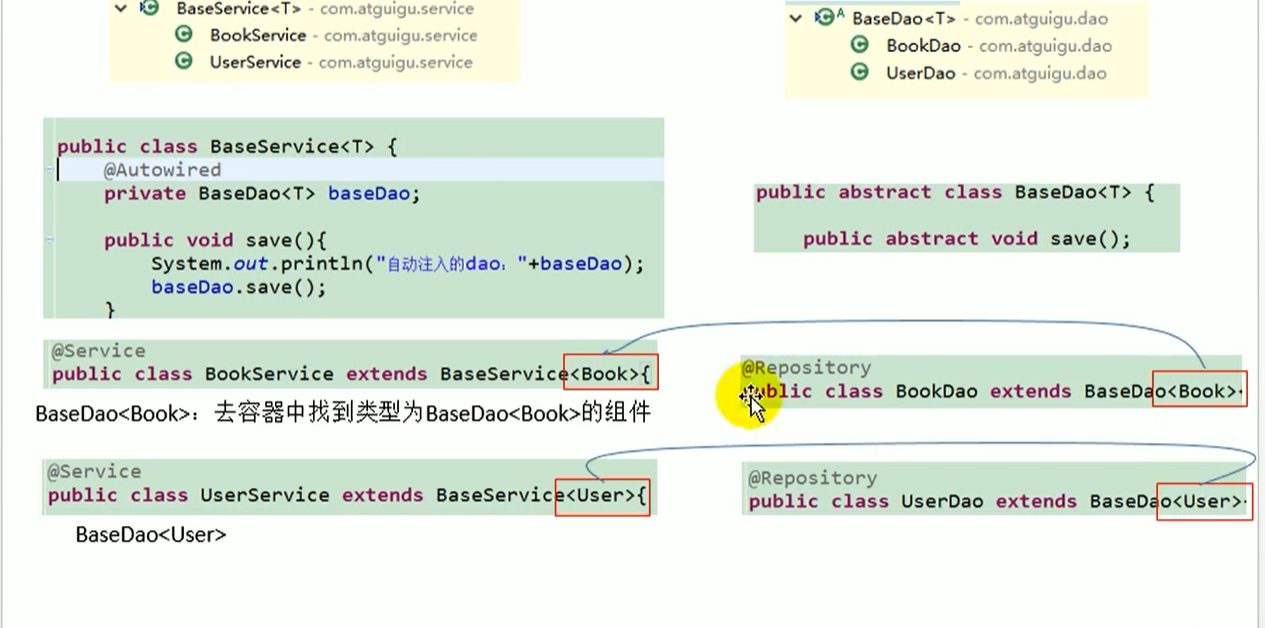 BaseService<T> - com.atguigu.service
BookService - com.atguigu.service
UserService - com.atguigu.service
BaseDao<T> - com.atguigu.dao
BookDao - com.atguigu.dao
UserDao - com.atguigu.dao
public class BaseService<T> {
@Autowired
private BaseDao<T> baseDao;
public void save(){
System.out.println("自动注入的dao："+baseDao);
baseDao.save();
}
public abstract class BaseDao<T> {
public abstract void save();
@Service
public class BookService extends BaseService<Book>{
BaseDao<Book>：去容器中找到类型为BaseDao<Book>的组件
@Repository
public class BookDao extends BaseDao<Book>
@Service
public class UserService extends BaseService<User>{
BaseDao<User>
@Repository
public class UserDao extends BaseDao<User>